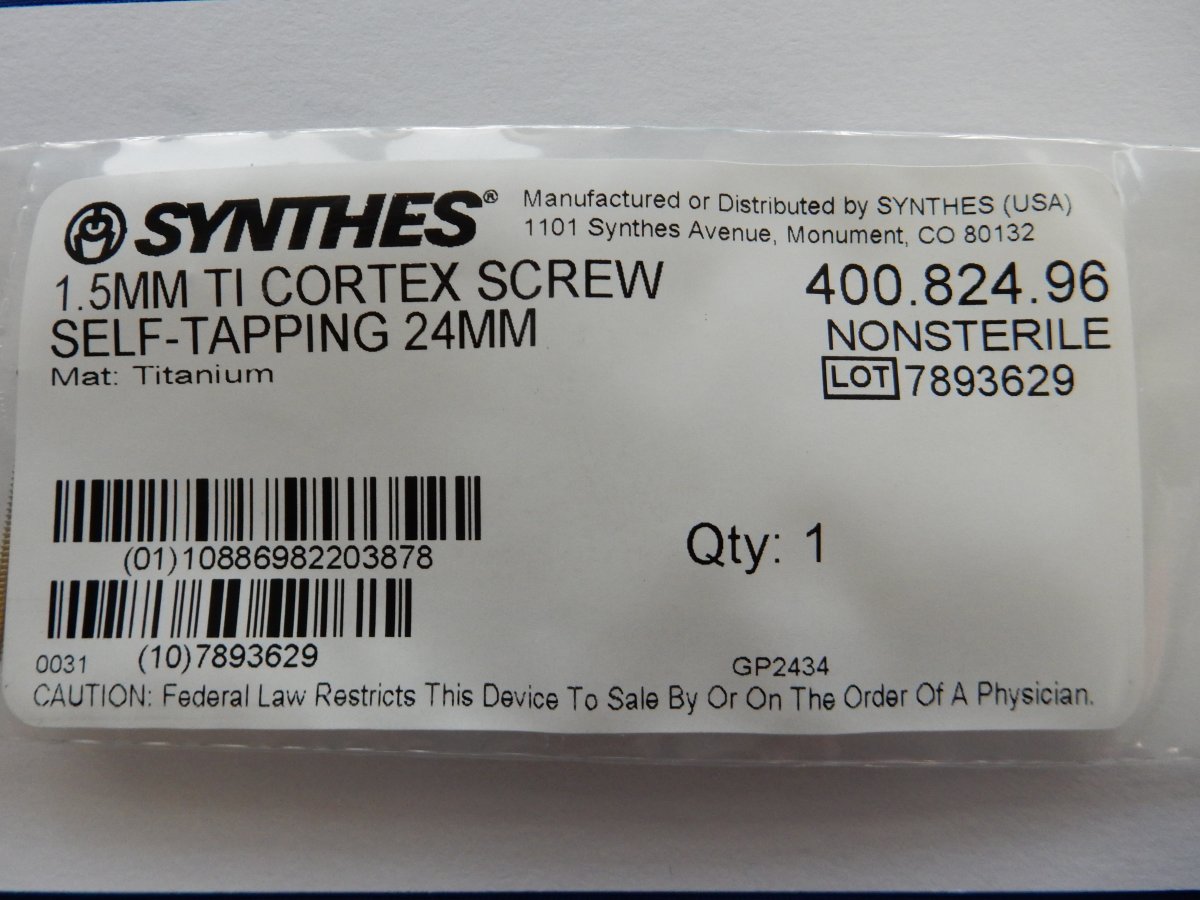 SYNTHES®
Manufactured or Distributed by SYNTHES (USA)
1101 Synthes Avenue, Monument, CO 80132
1.5MM TI CORTEX SCREW
SELF-TAPPING 24MM
Mat: Titanium
400.824.96
NONSTERILE
LOT 7893629
(01)10886982203878
Qty: 1
(10)7893629
0031
GP2434
CAUTION: Federal Law Restricts This Device To Sale By Or On The Order Of A Physician.